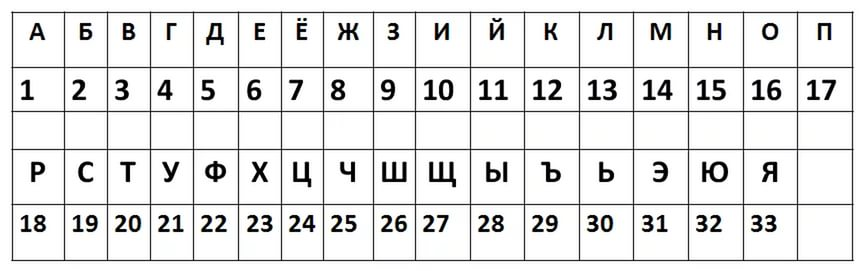 А Б В Г Д Е Ё Ж З И Й К Л М Н О П
1 2 3 4 5 6 7 8 9 10 11 12 13 14 15 16 17
Р С Т У Ф Х Ц Ч Ш Щ Ы Ъ Ь Э Ю Я
18 19 20 21 22 23 24 25 26 27 28 29 30 31 32 33